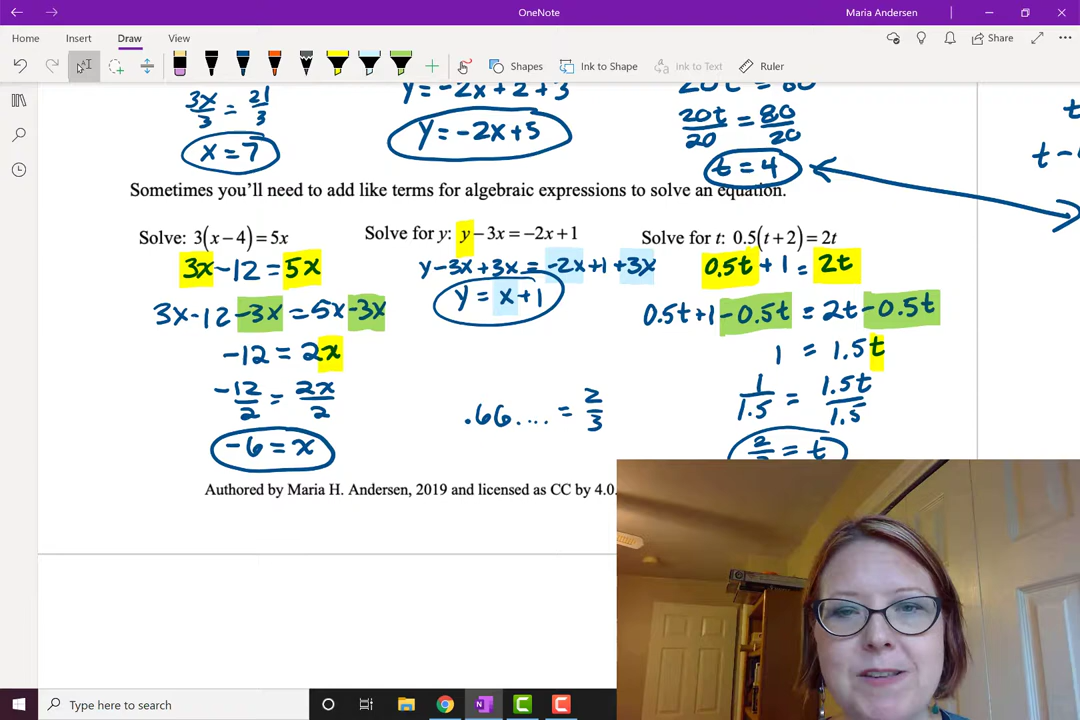 OneNote
Maria Andersen
Home Insert Draw View
Share
Shapes Ink to Shape Ink to Text Ruler
3x/3 = 21/3
x = 7
y = -2x + 2 + 3
y = -2x + 5
20t = 80
20t/20 = 80/20
t = 4
t
t -
Sometimes you'll need to add like terms for algebraic expressions to solve an equation.
Solve: 3(x – 4) = 5x
3x - 12 = 5x
3x - 12 - 3x = 5x - 3x
-12 = 2x
-12/2 = 2x/2
-6 = x
Solve for y: y – 3x = –2x + 1
y - 3x + 3x = -2x + 1 + 3x
y = x + 1
.66.... = 2/3
Solve for t: 0.5(t + 2) = 2t
0.5t + 1 = 2t
0.5t + 1 - 0.5t = 2t - 0.5t
1 = 1.5t
1/1.5 = 1.5t/1.5
2/ = t
Authored by Maria H. Andersen, 2019 and licensed as CC by 4.0.
Type here to search